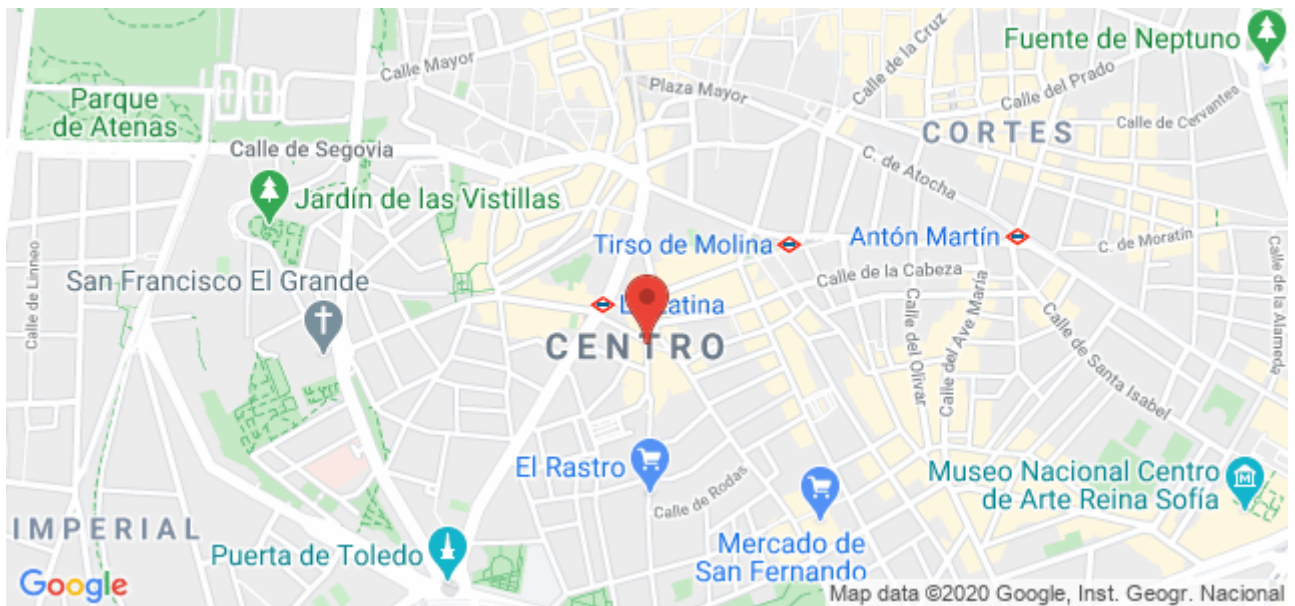 Fuente de Neptuno
Calle de la Cruz
Calle Mayor
Plaza Mayor
Calle del Prado
Parque
de Atenas
Calle de Cervantes
CORTES
Calle de Segovia
C. de Atocha
Jardín de las Vistillas
Tirso de Molina
Antón Martín
C. de Moratín
Calle de Linneo
San Francisco El Grande
Calle de la Cabeza
Calle de la Alameda
Calle del Ave María
Calle del Olivar
CENTRO
Calle de Santa Isabel
El Rastro
Calle de Rodas
Museo Nacional Centro
de Arte Reina Sofía
IMPERIAL
Puerta de Toledo
Mercado de
San Fernando
Google
Map data ©2020 Google, Inst. Geogr. Nacional